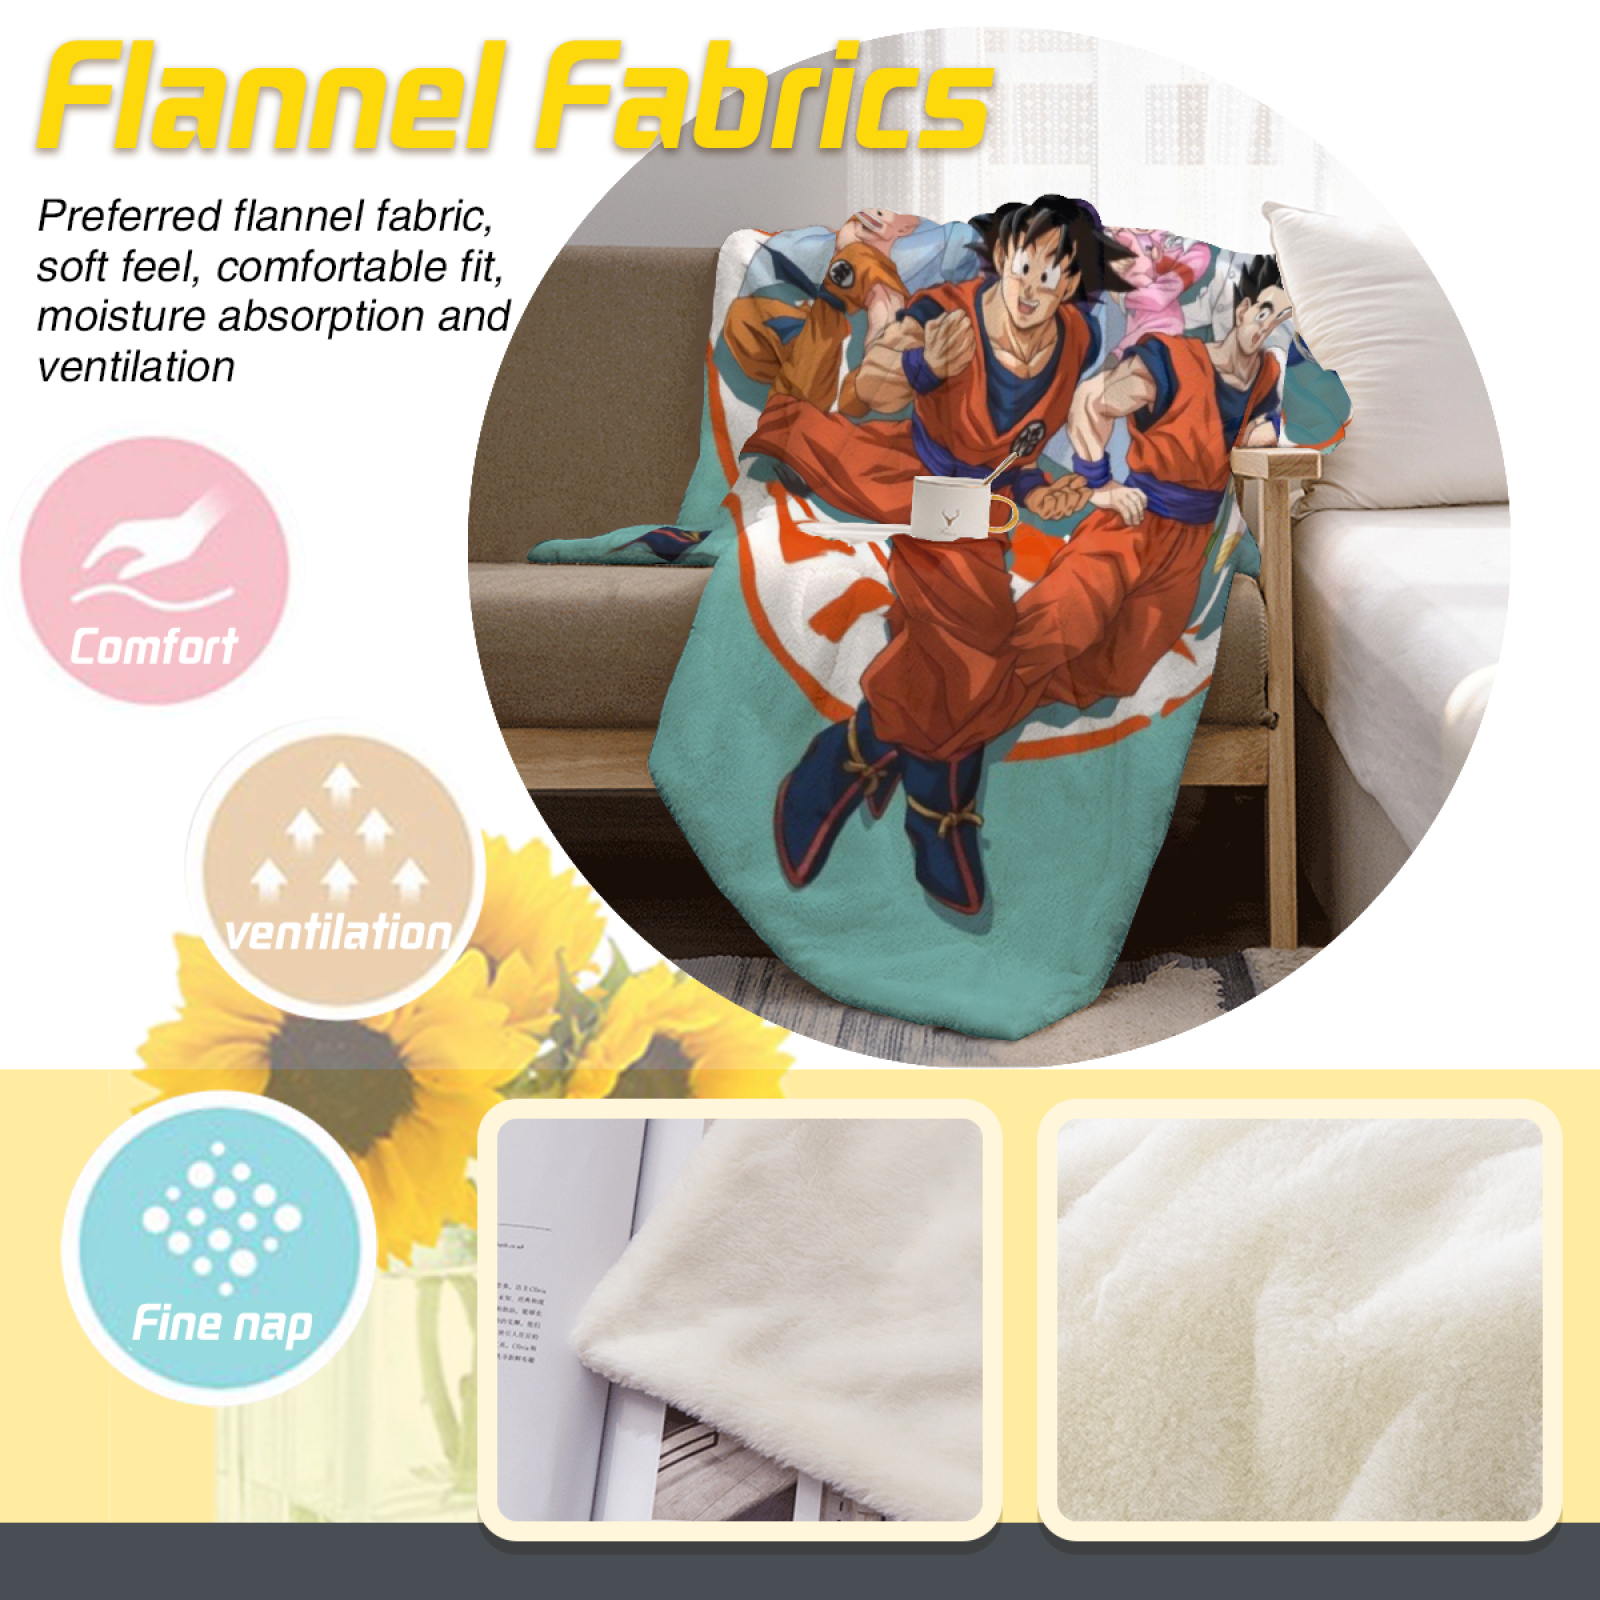 Flannel Fabrics
Preferred flannel fabric,
soft feel, comfortable fit,
moisture absorption and
ventilation
Comfort
ventilation
Fine nap